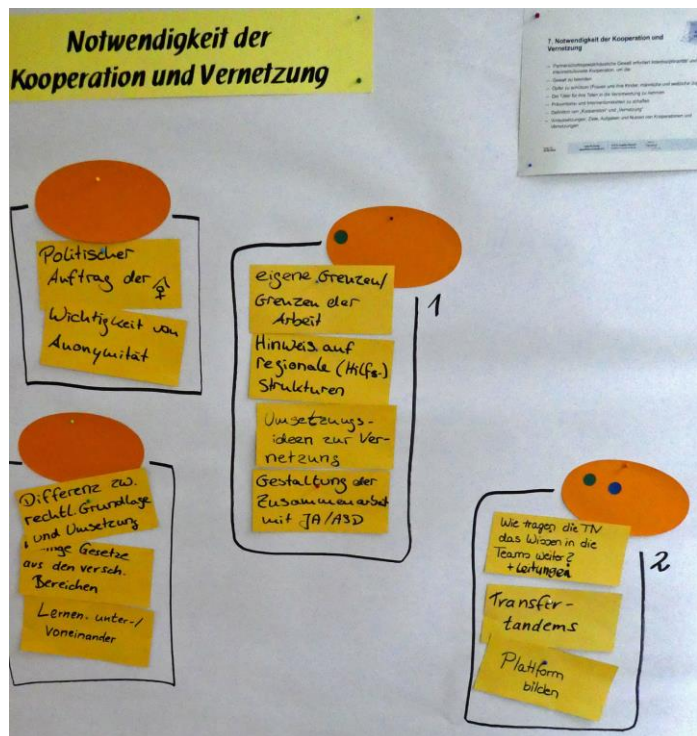 Notwendigkeit der
Kooperation und Vernetzung
7. Notwendigkeit der Kooperation und
Vernetzung
Politischer
Auftrag der
Wichtigkeit von
Anonymität
eigene Grenzen/
Grenzen der
Arbeit
Hinweis auf
regionale (Hilfs-)
Strukturen
Umsetzungs-
ideen zur Ver-
netzung
Gestaltung der
Zusammenarbeit
mit JA/ASD
1
Differenz zw.
rechtl. Grundlage
und Umsetzung
Gesetze
aus den versch.
Bereichen
Lernen unter-/
Voneinander
Wie tragen die TN
das Wissen in die
Teams weiter?
+ Leitungen
Transfer-
tandems
Plattform
bilden
2